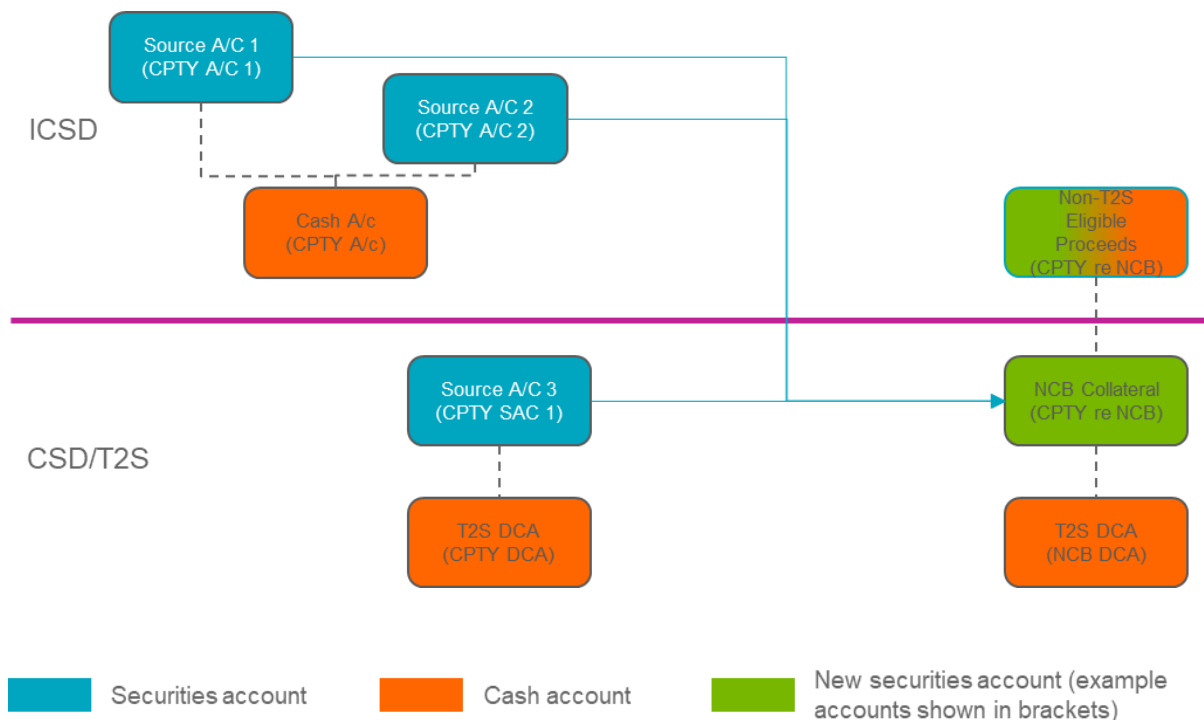 Source A/C 1
(CPTY A/C 1)
Source A/C 2
(CPTY A/C 2)
ICSD
Cash A/c
(CPTY A/c)
Non-T2S
Eligible
Proceeds
(CPTY re NCB)
Source A/C 3
(CPTY SAC 1)
NCB Collateral
(CPTY re NCB)
CSD/T2S
T2S DCA
(CPTY DCA)
T2S DCA
(NCB DCA)
Securities account
Cash account
New securities account (example
accounts shown in brackets)